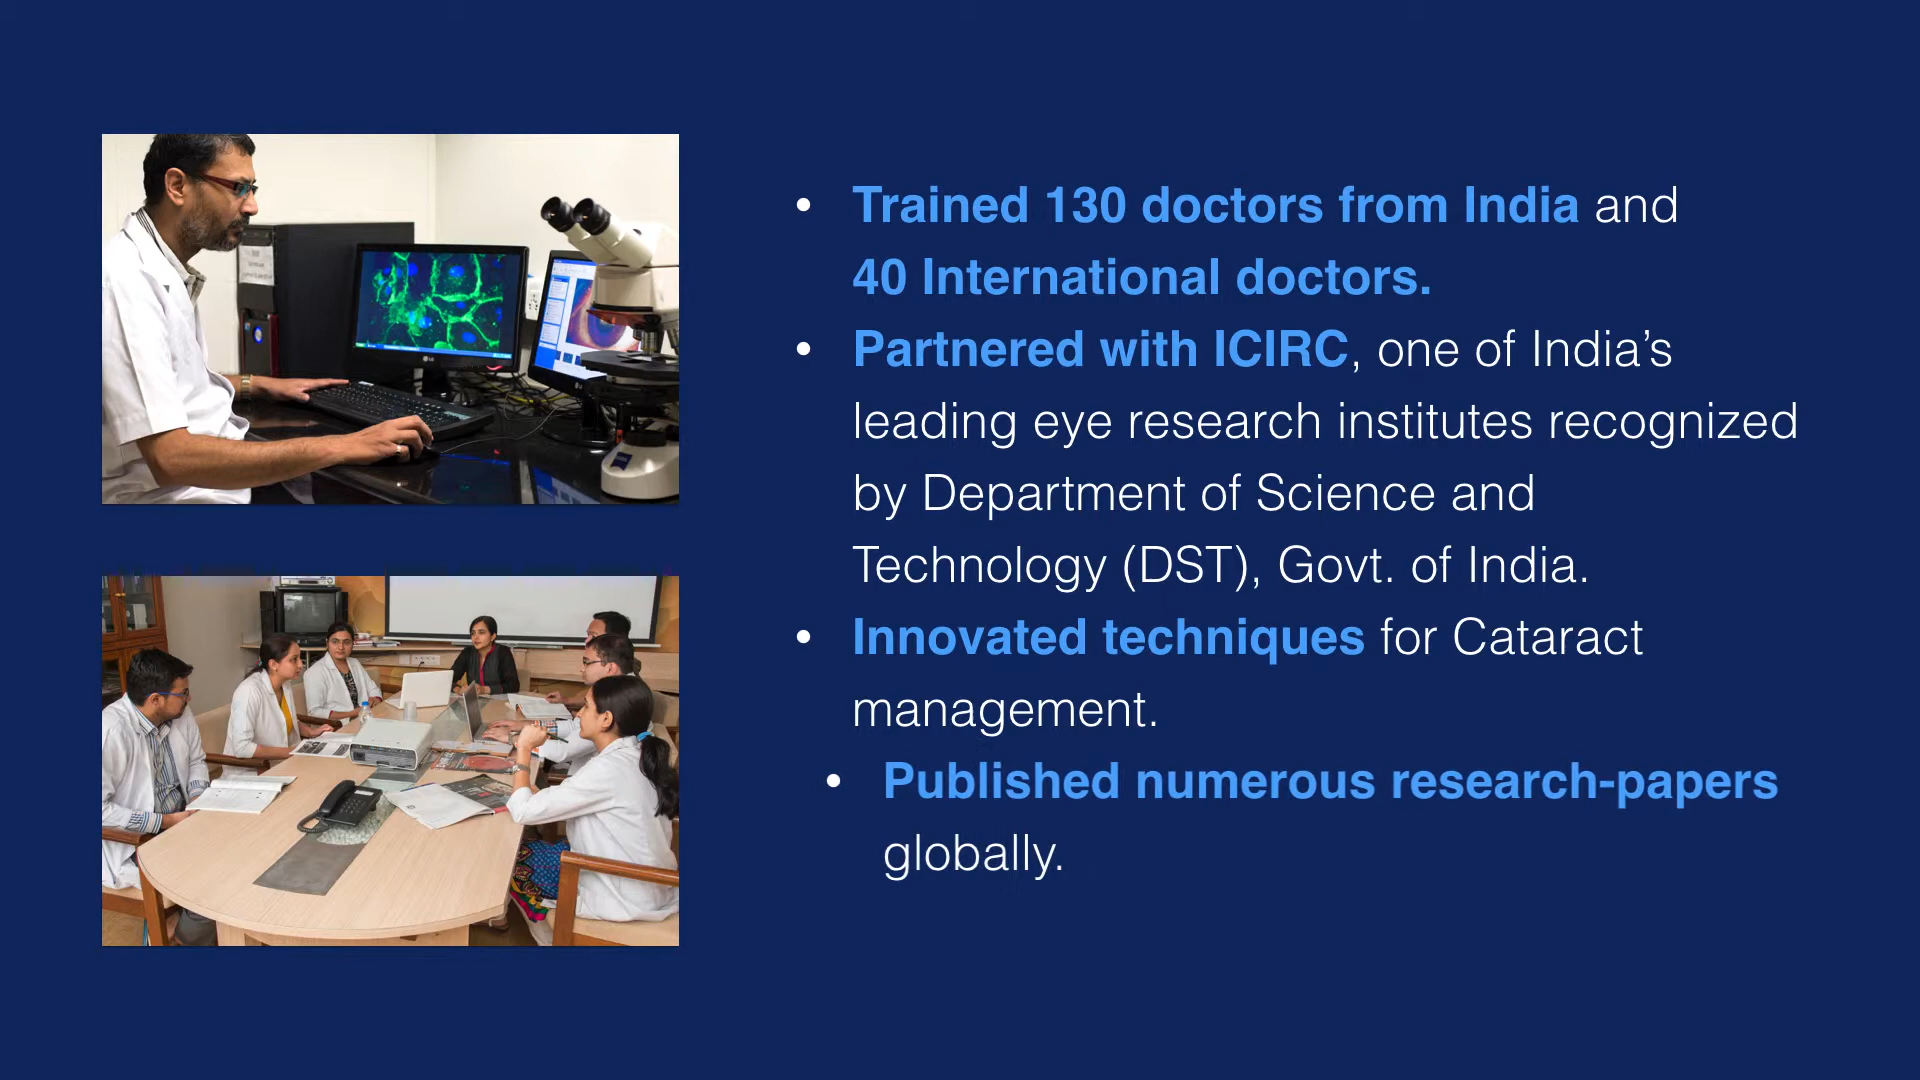 • Trained 130 doctors from India and
40 International doctors.
• Partnered with ICIRC, one of India’s
leading eye research institutes recognized
by Department of Science and
Technology (DST), Govt. of India.
• Innovated techniques for Cataract
management.
• Published numerous research-papers
globally.